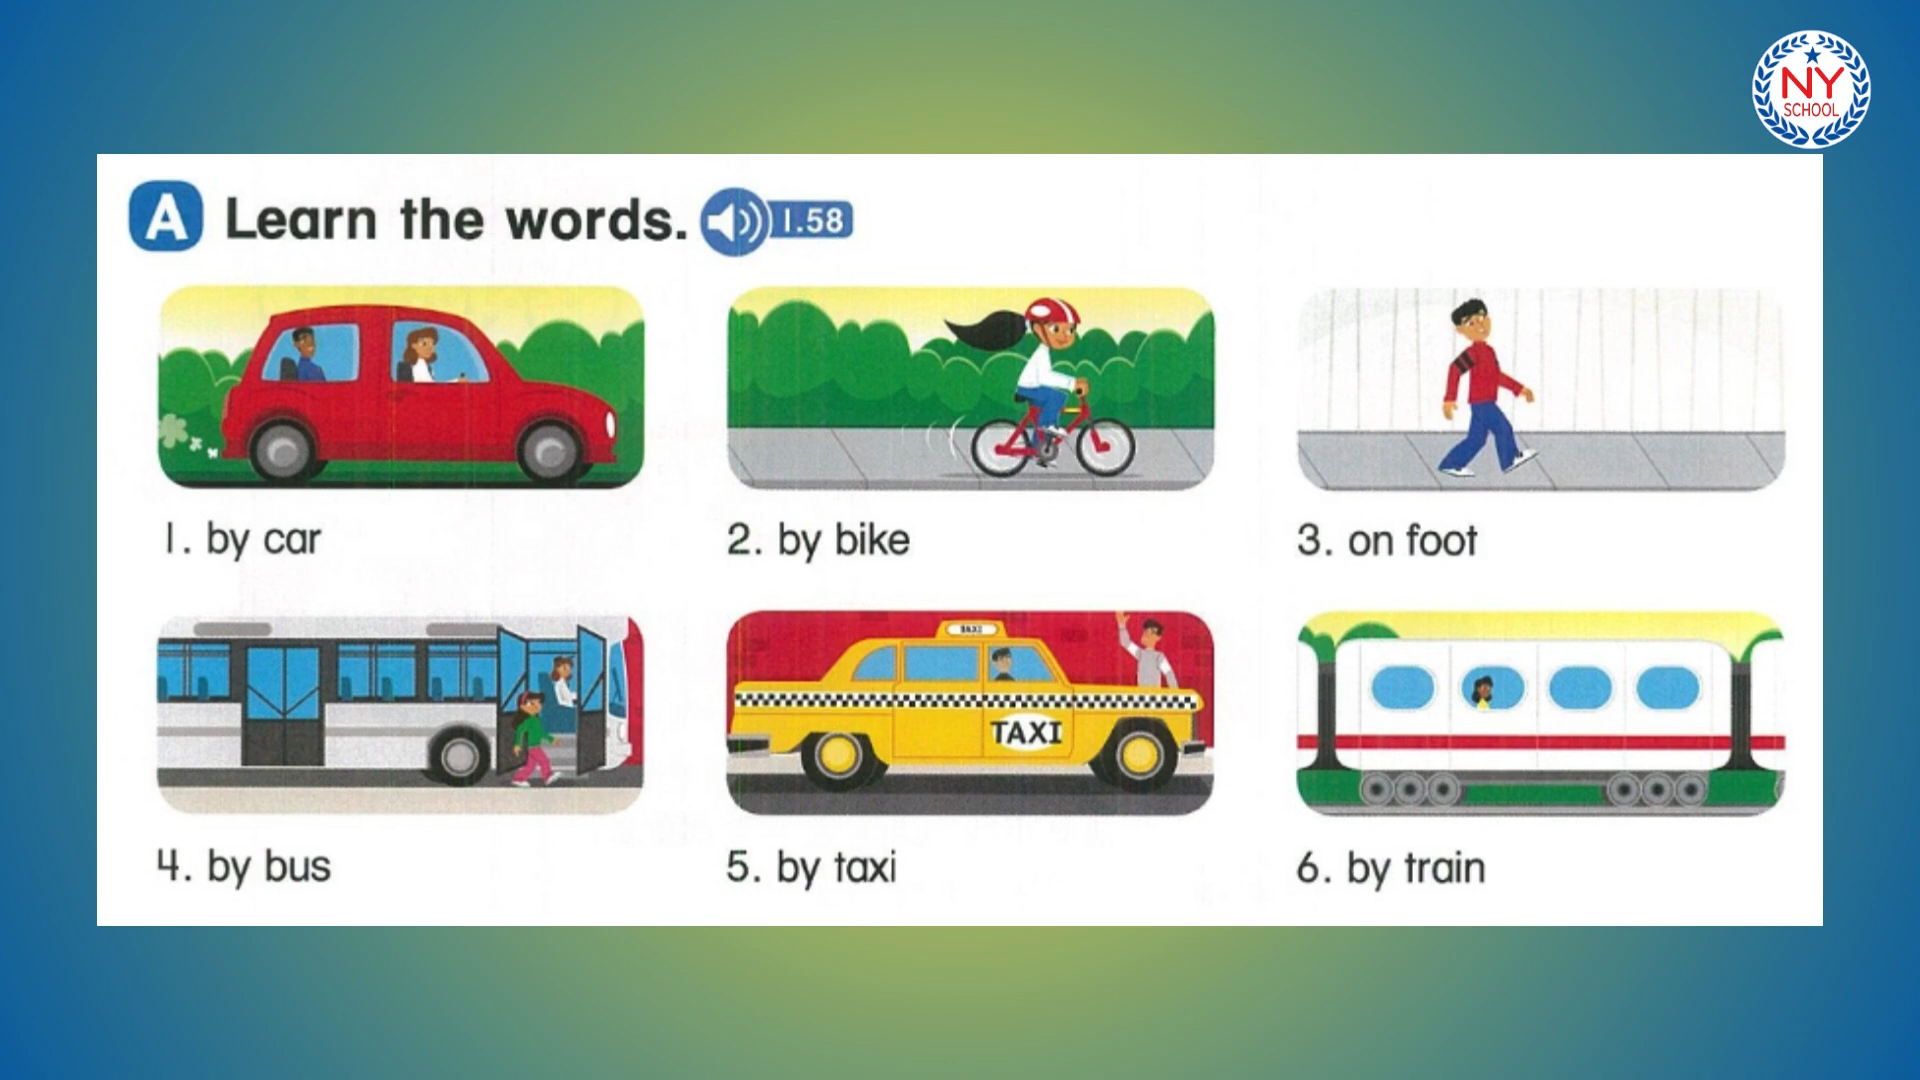 NY
SCHOOL
A Learn the words. 1.58
1. by car
2. by bike
3. on foot
TAXI
TAXI
4. by bus
5. by taxi
6. by train